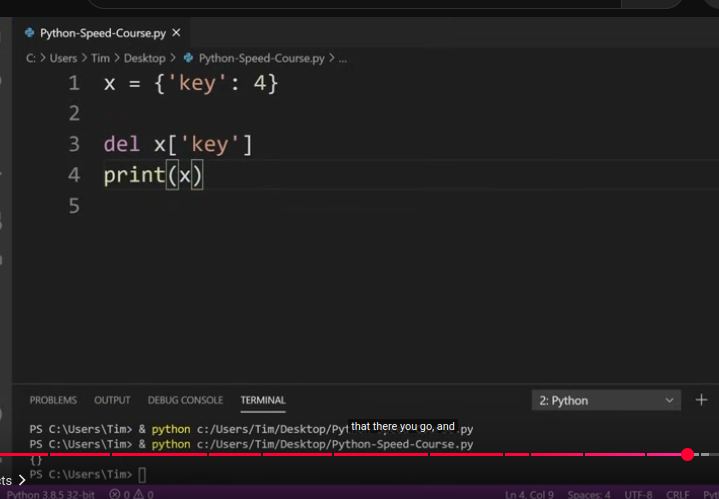 Python-Speed-Course.py ×
C: > Users > Tim > Desktop > Python-Speed-Course.py > ...
1 x = {'key': 4}
2
3 del x['key']
4 print(x)
5
PROBLEMS OUTPUT DEBUG CONSOLE TERMINAL 2: Python
PS C:\Users\Tim> & python c:/Users/Tim/Desktop/Pyt .py
that there you go, and
PS C:\Users\Tim> & python c:/Users/Tim/Desktop/Python-Speed-Course.py
{}
PS C:\Users\Tim>
cts >
Python 3.8.5 32-bit 0 0 Ln 4, Col 9 Spaces: 4 UTF-8 CRLF Pyt